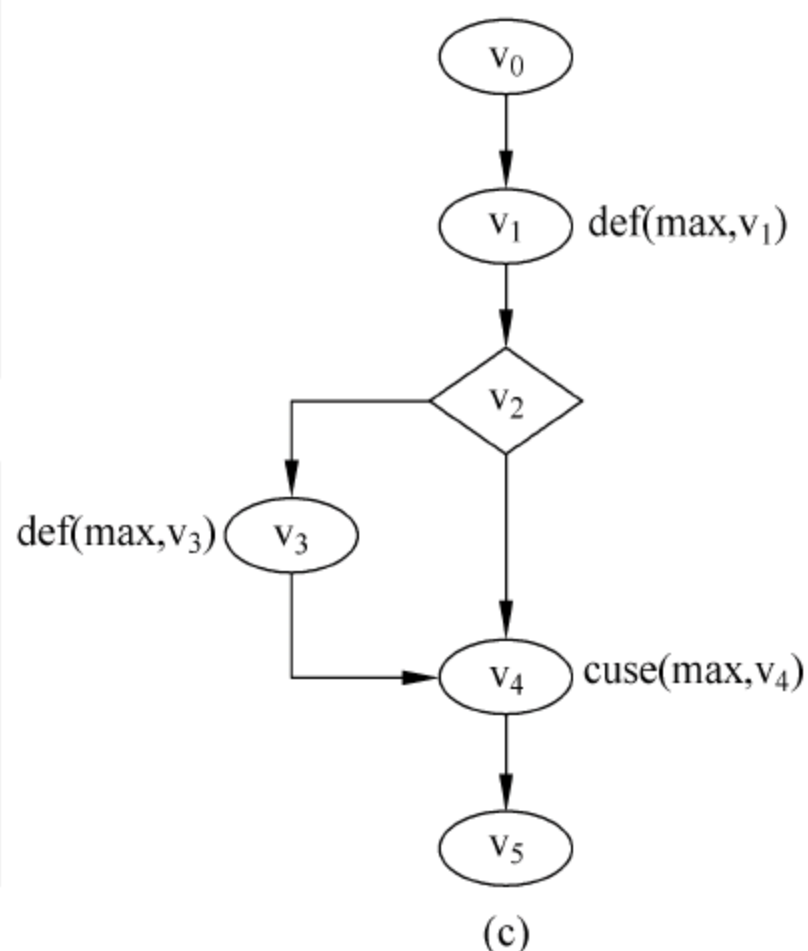 v₀
v₁ def(max,v₁)
v₂
def(max,v₃) v₃
v₄ cuse(max,v₄)
v₅
(c)